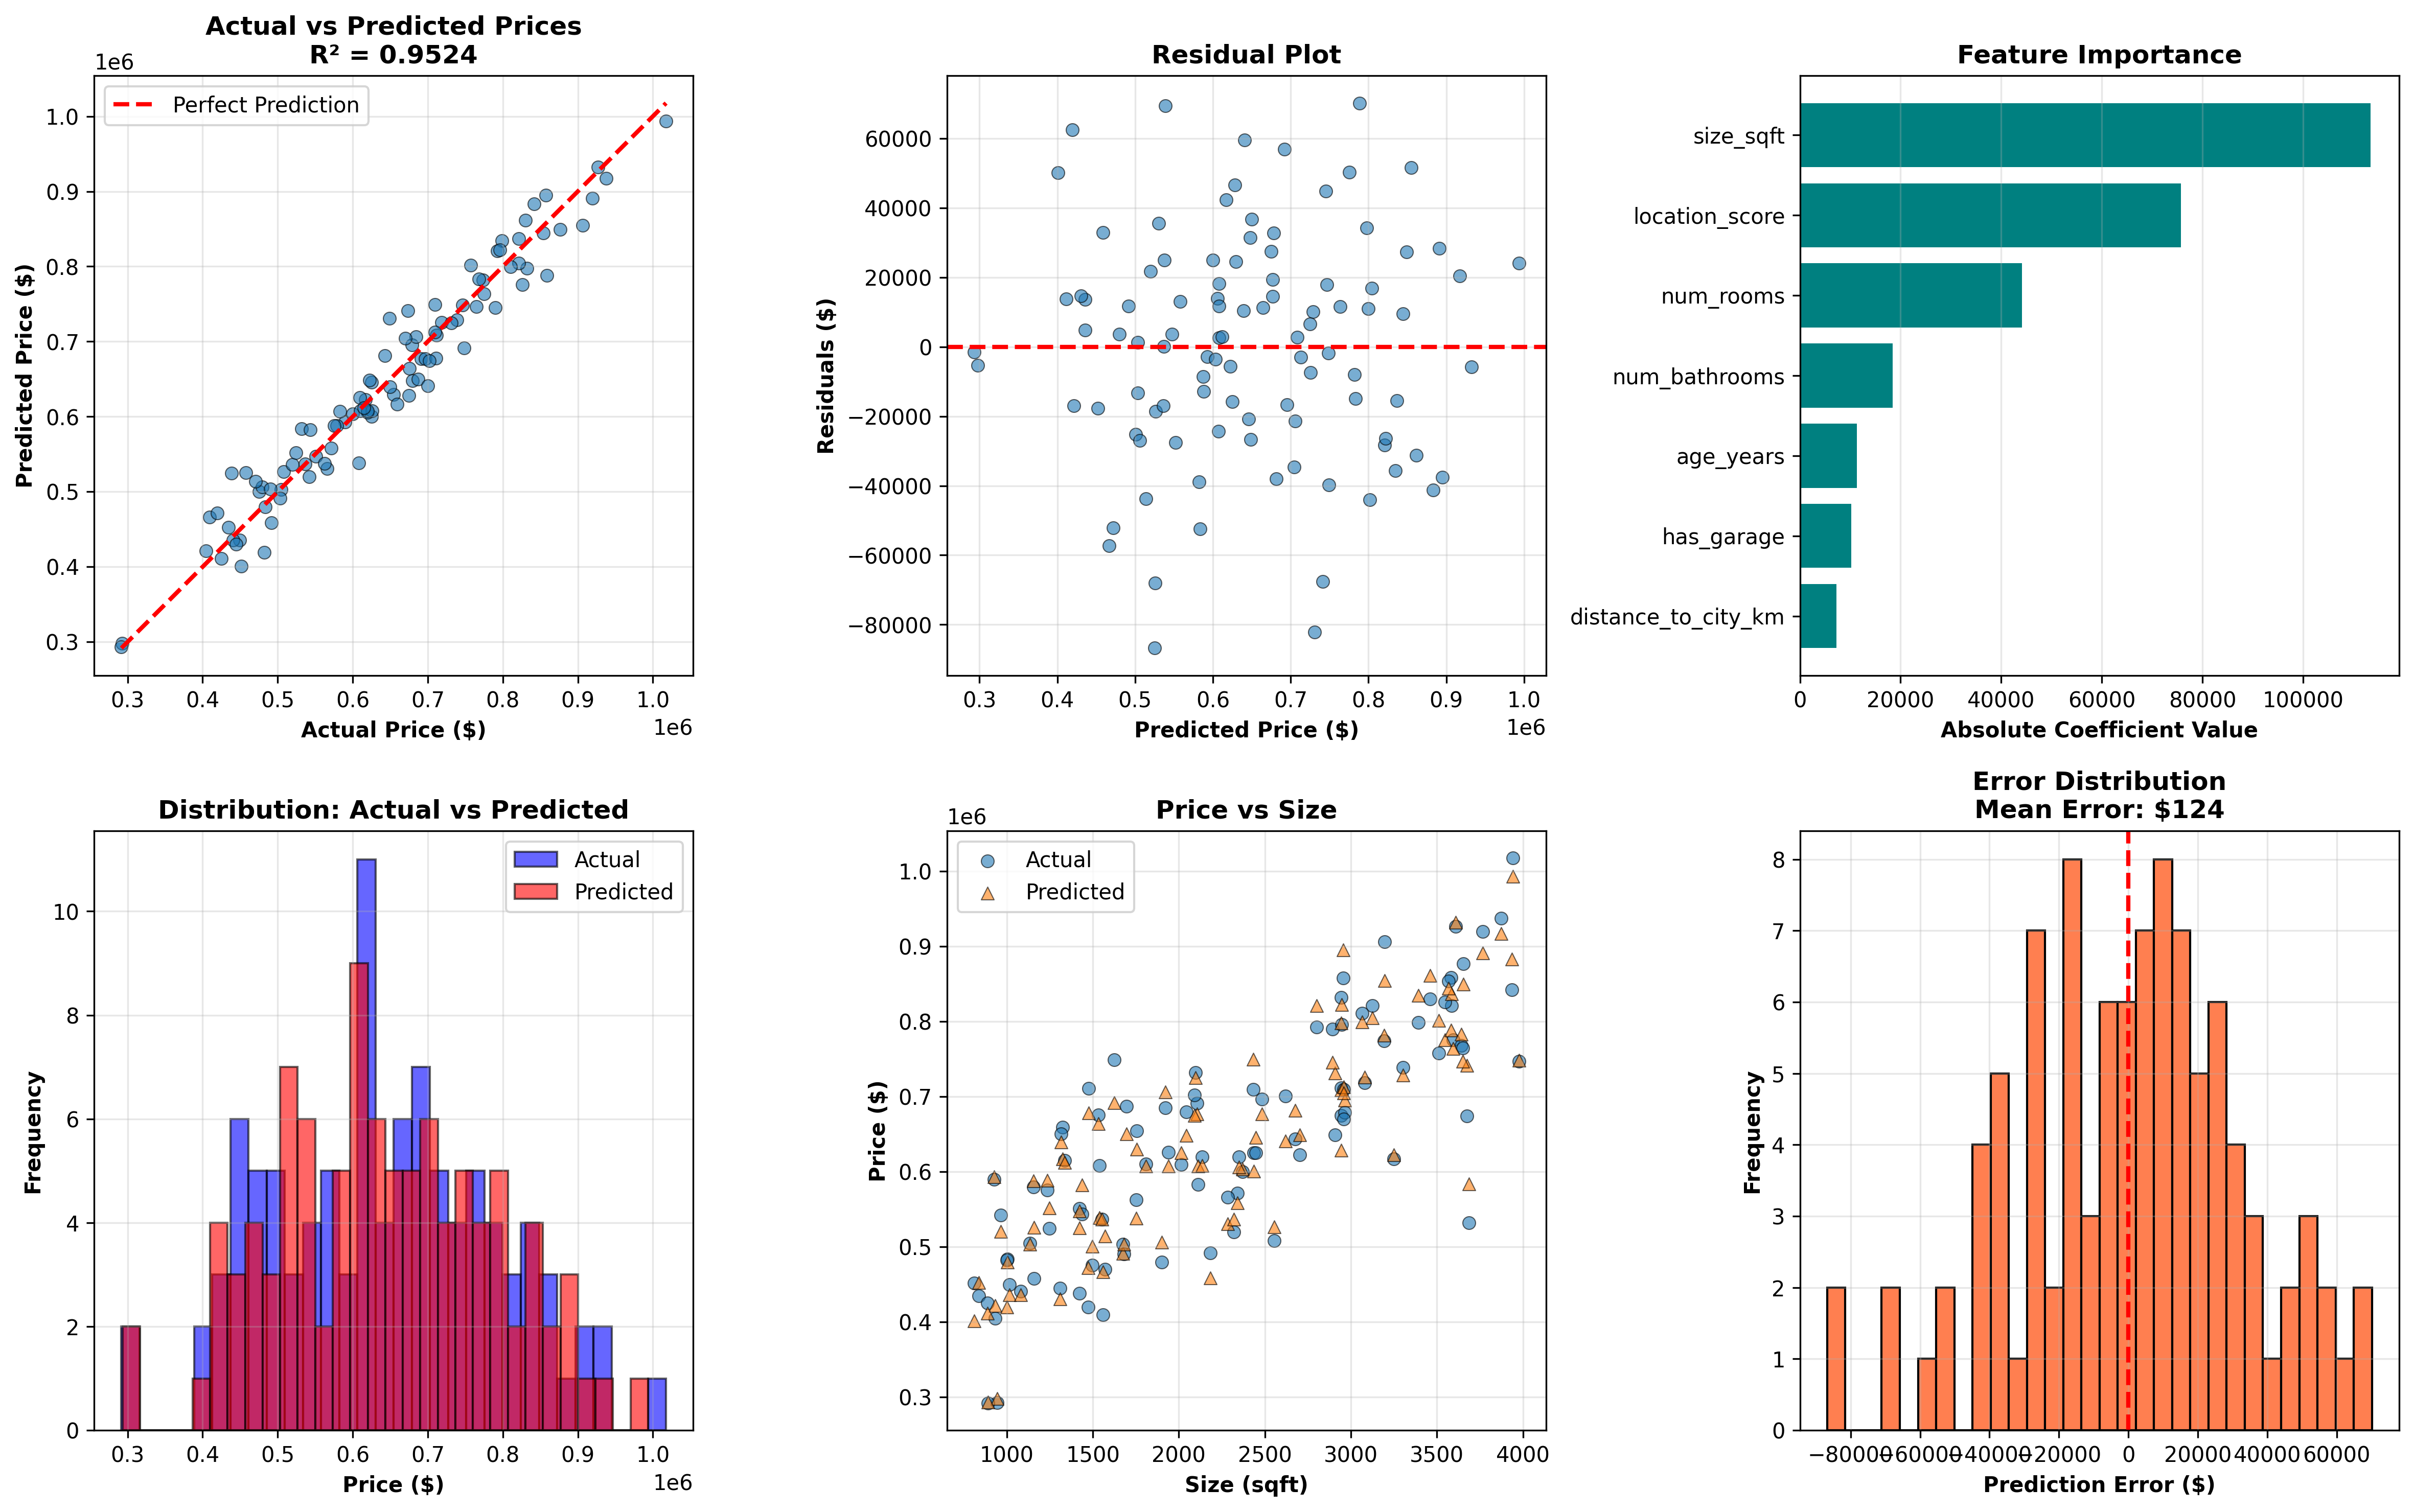 Actual vs Predicted Prices
R² = 0.9524
1e6
Perfect Prediction
1.0
0.9
0.8
0.7
0.6
0.5
0.4
0.3
Predicted Price ($)
0.3 0.4 0.5 0.6 0.7 0.8 0.9 1.0
1e6
Actual Price ($)
Residual Plot
60000
40000
20000
0
−20000
−40000
−60000
−80000
Residuals ($)
0.3 0.4 0.5 0.6 0.7 0.8 0.9 1.0
1e6
Predicted Price ($)
Feature Importance
size_sqft
location_score
num_rooms
num_bathrooms
age_years
has_garage
distance_to_city_km
0 20000 40000 60000 80000 100000
Absolute Coefficient Value
Distribution: Actual vs Predicted
Actual
Predicted
10
8
6
4
2
0
Frequency
0.3 0.4 0.5 0.6 0.7 0.8 0.9 1.0
1e6
Price ($)
Price vs Size
1e6
Actual
Predicted
1.0
0.9
0.8
0.7
0.6
0.5
0.4
0.3
Price ($)
1000 1500 2000 2500 3000 3500 4000
Size (sqft)
Error Distribution
Mean Error: $124
8
7
6
5
4
3
2
1
0
Frequency
−80000 −60000 −40000 −20000 0 20000 40000 60000
Prediction Error ($)